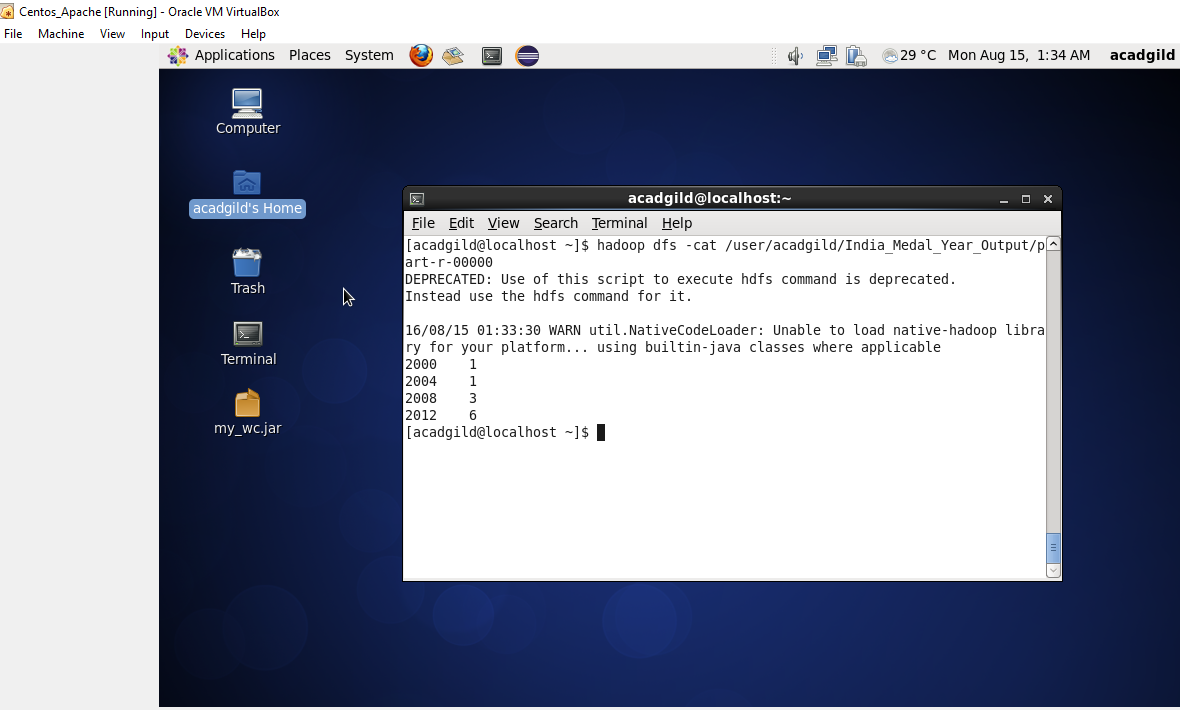 Centos_Apache [Running] - Oracle VM VirtualBox
File Machine View Input Devices Help
Applications Places System 29 °C Mon Aug 15, 1:34 AM acadgild
Computer
acadgild's Home
Trash
Terminal
my_wc.jar
acadgild@localhost:~
File Edit View Search Terminal Help
[acadgild@localhost ~]$ hadoop dfs -cat /user/acadgild/India_Medal_Year_Output/p
art-r-00000
DEPRECATED: Use of this script to execute hdfs command is deprecated.
Instead use the hdfs command for it.
16/08/15 01:33:30 WARN util.NativeCodeLoader: Unable to load native-hadoop libra
ry for your platform... using builtin-java classes where applicable
2000 1
2004 1
2008 3
2012 6
[acadgild@localhost ~]$